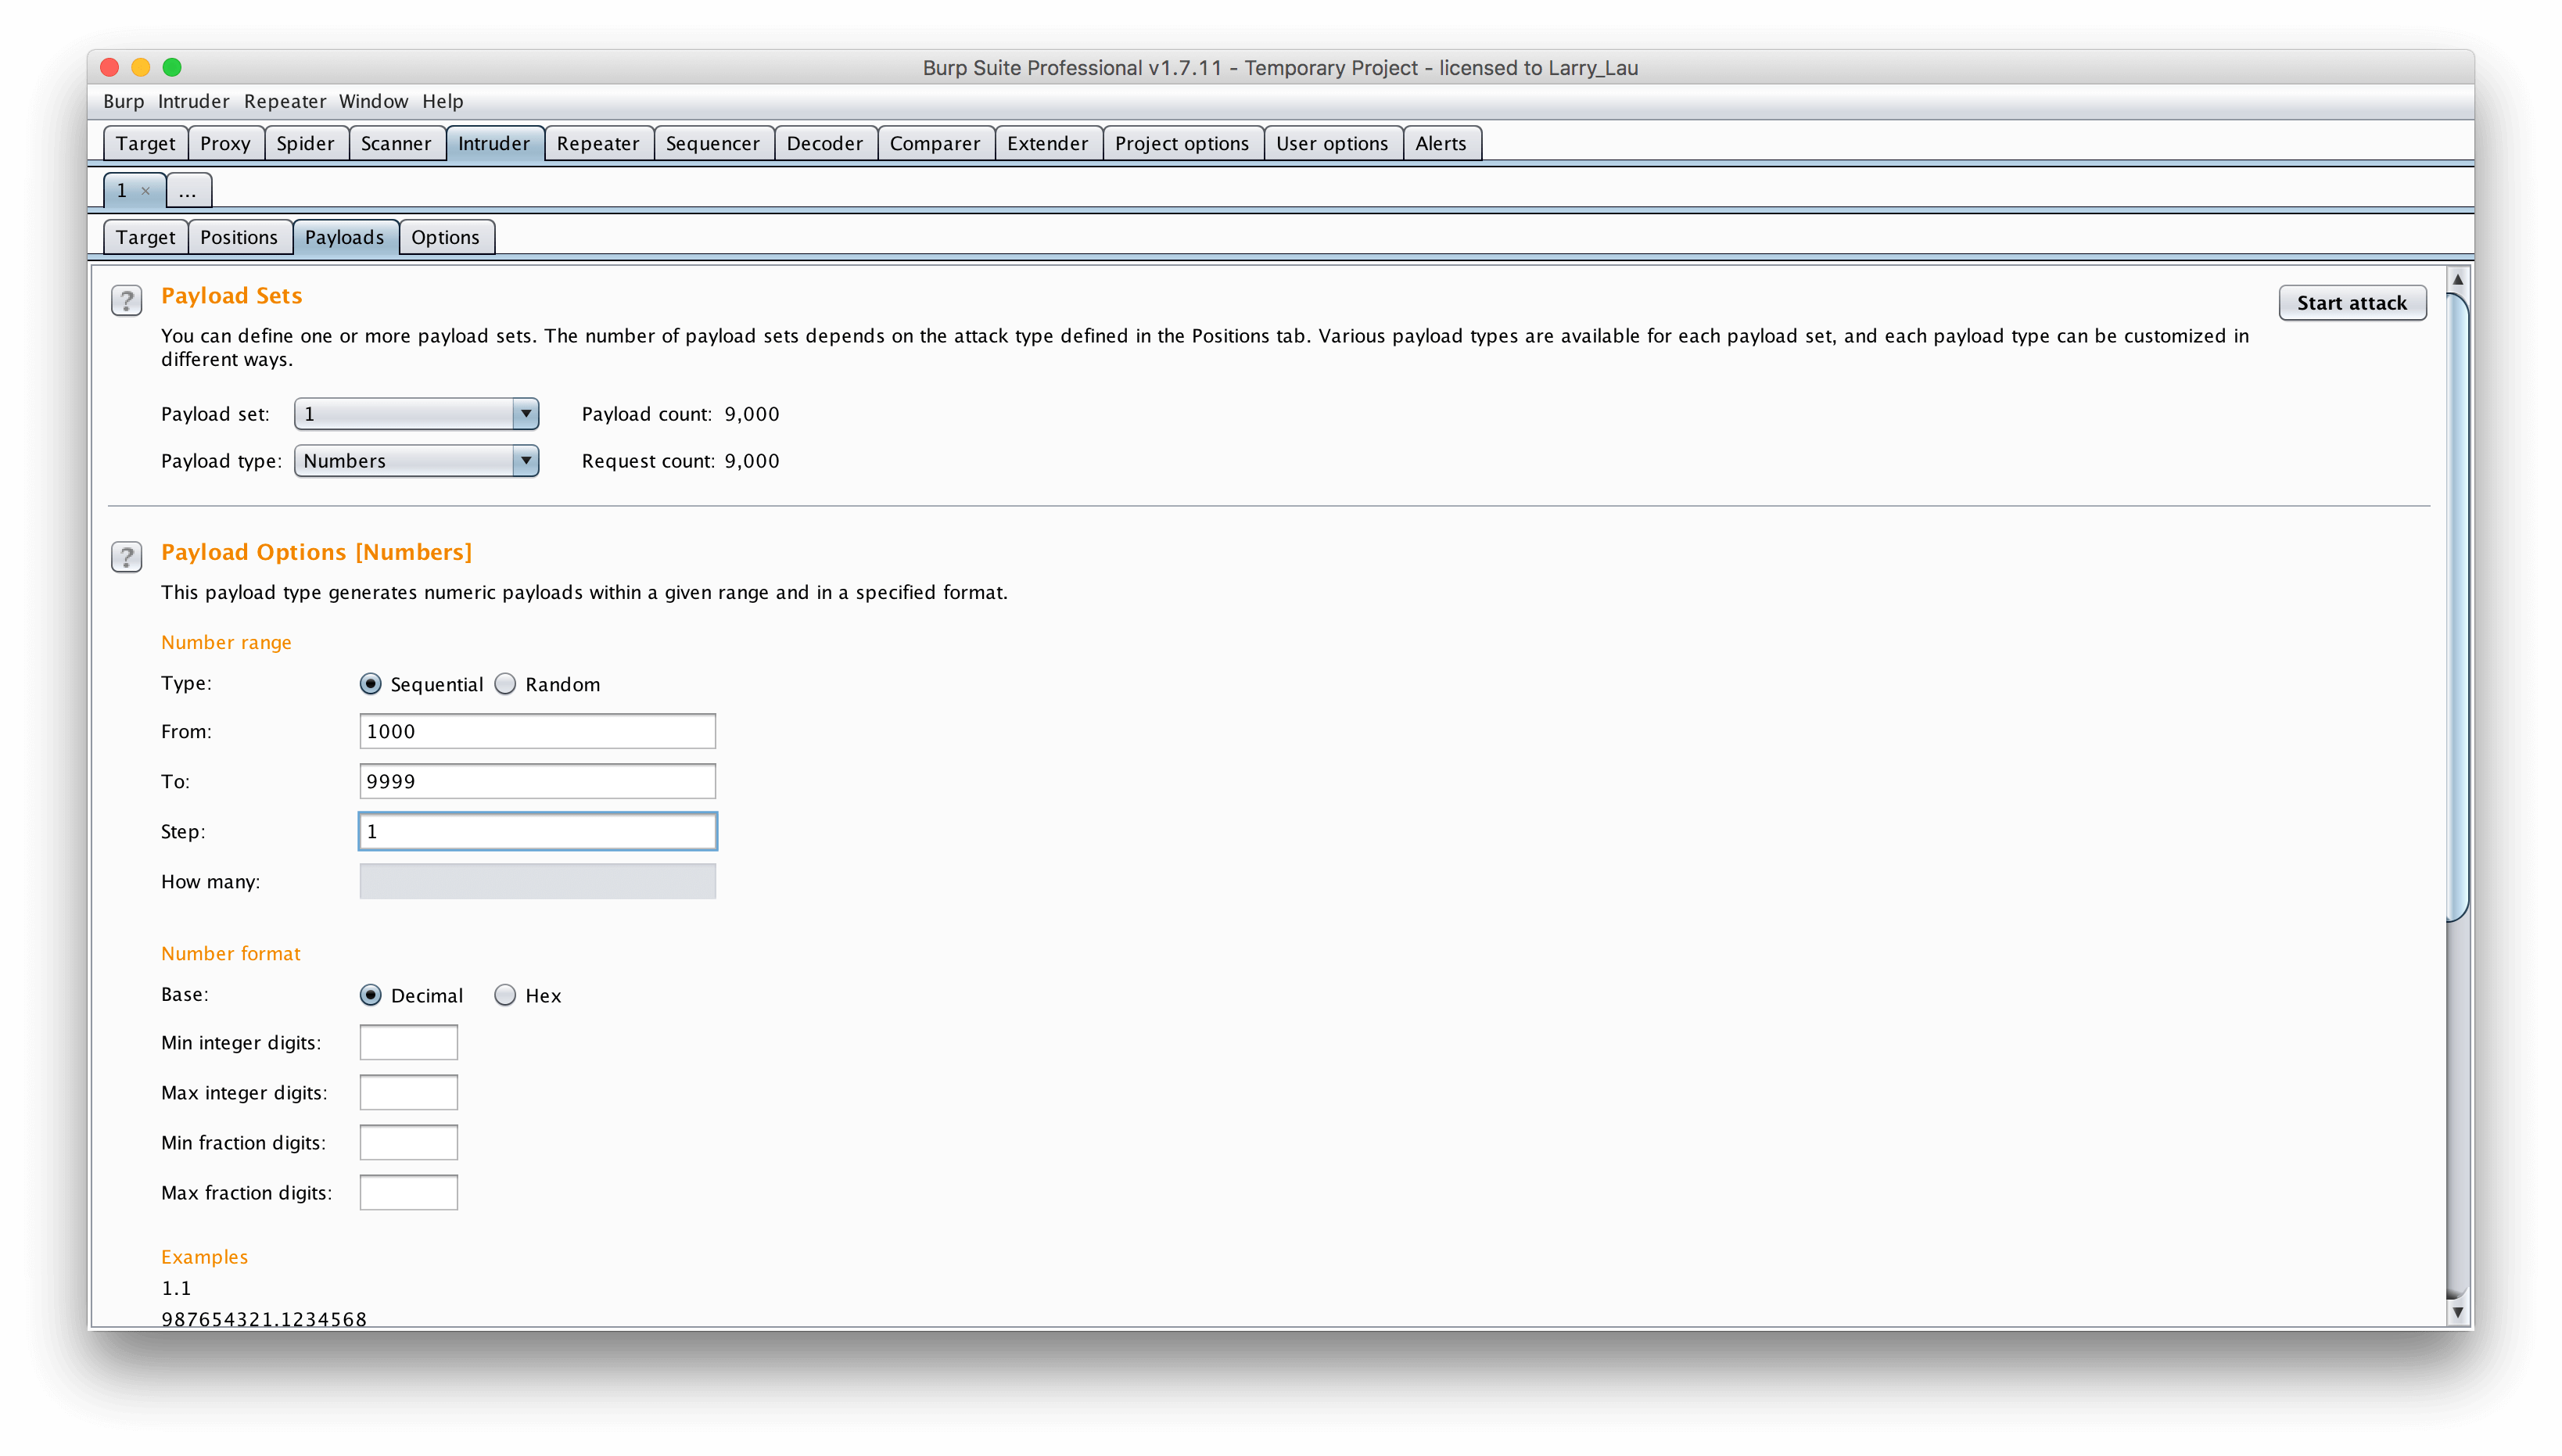 Burp Suite Professional v1.7.11 - Temporary Project - licensed to Larry_Lau
Burp Intruder Repeater Window Help
Target Proxy Spider Scanner Intruder Repeater Sequencer Decoder Comparer Extender Project options User options Alerts
1 × ...
Target Positions Payloads Options
? Payload Sets
Start attack
You can define one or more payload sets. The number of payload sets depends on the attack type defined in the Positions tab. Various payload types are available for each payload set, and each payload type can be customized in
different ways.
Payload set: 1 Payload count: 9,000
Payload type: Numbers Request count: 9,000
? Payload Options [Numbers]
This payload type generates numeric payloads within a given range and in a specified format.
Number range
Type: Sequential Random
From: 1000
To: 9999
Step: 1
How many:
Number format
Base: Decimal Hex
Min integer digits:
Max integer digits:
Min fraction digits:
Max fraction digits:
Examples
1.1
987654321.1234568